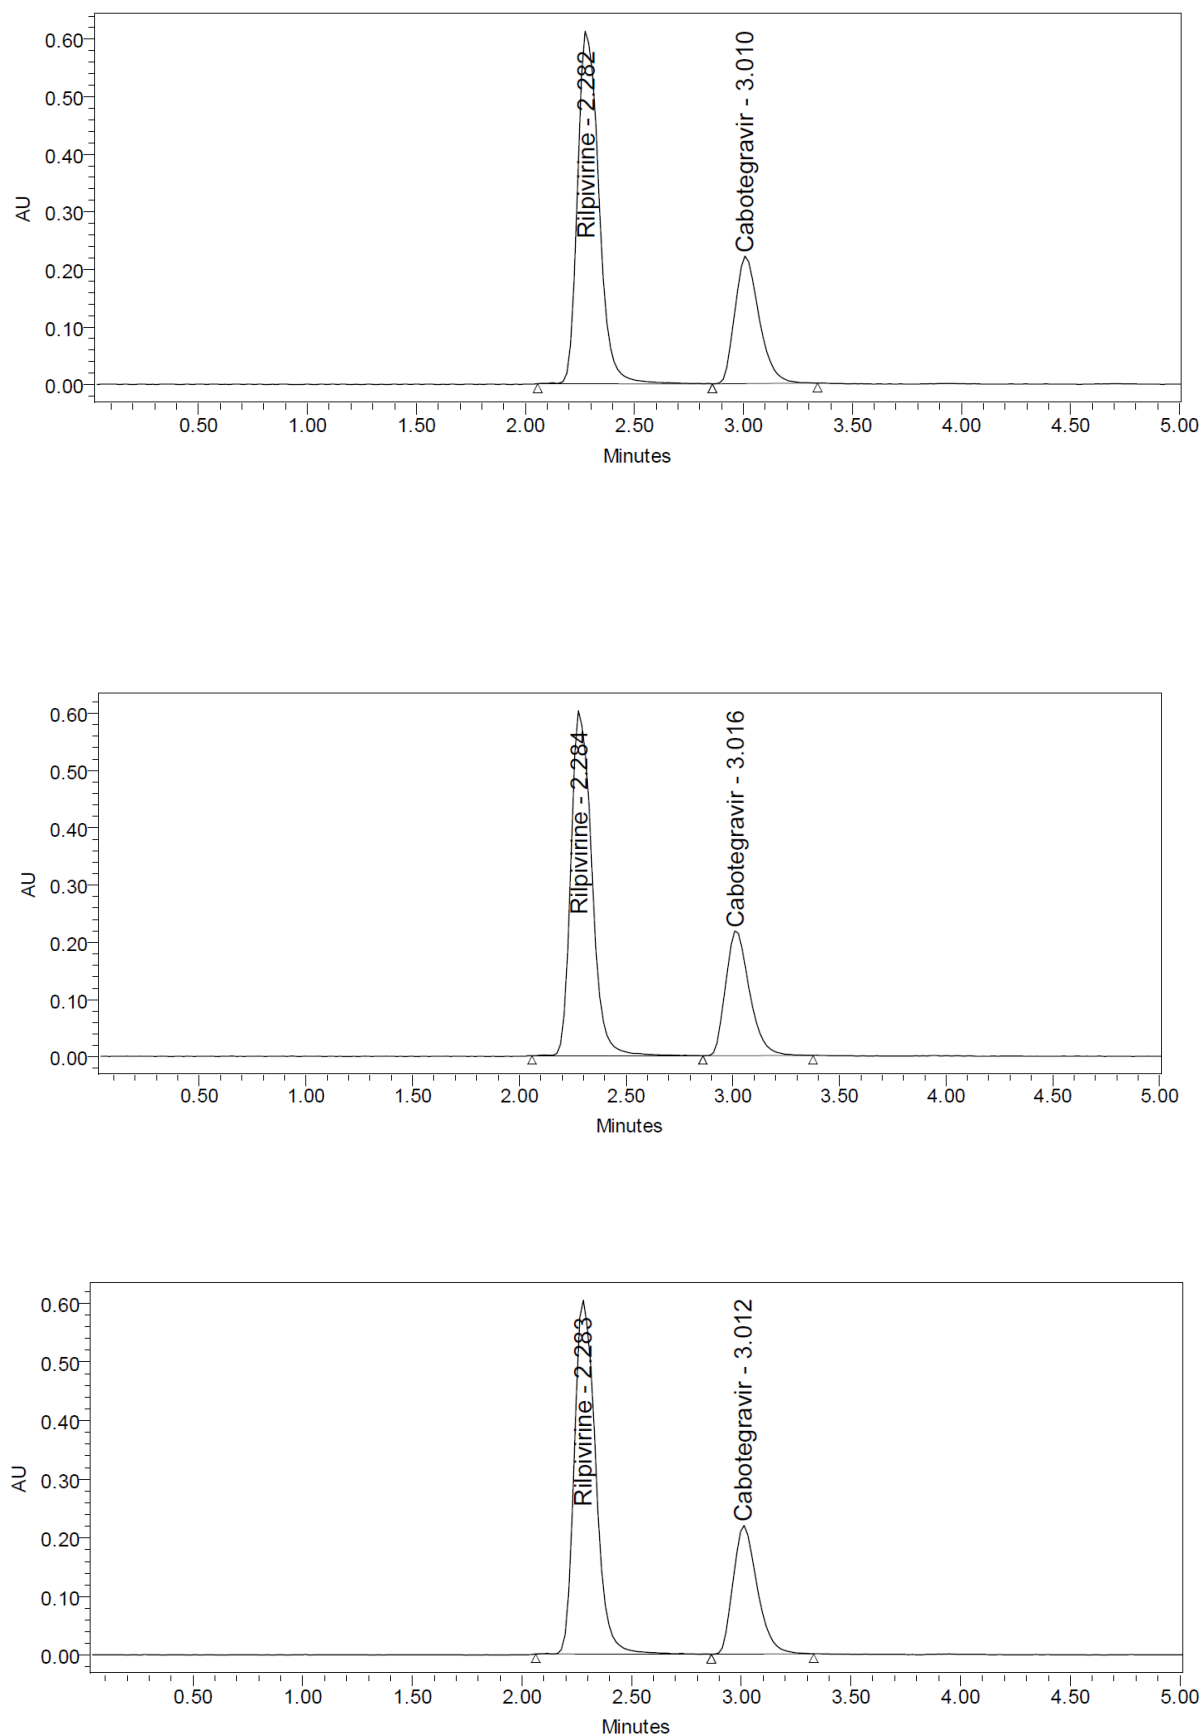 Rilpivirine - 2.282
Cabotegravir - 3.010
AU
0.60
0.50
0.40
0.30
0.20
0.10
0.00
0.50 1.00 1.50 2.00 2.50 3.00 3.50 4.00 4.50 5.00
Minutes
Rilpivirine - 2.284
Cabotegravir - 3.016
AU
0.60
0.50
0.40
0.30
0.20
0.10
0.00
0.50 1.00 1.50 2.00 2.50 3.00 3.50 4.00 4.50 5.00
Minutes
Rilpivirine - 2.283
Cabotegravir - 3.012
AU
0.60
0.50
0.40
0.30
0.20
0.10
0.00
0.50 1.00 1.50 2.00 2.50 3.00 3.50 4.00 4.50 5.00
Minutes